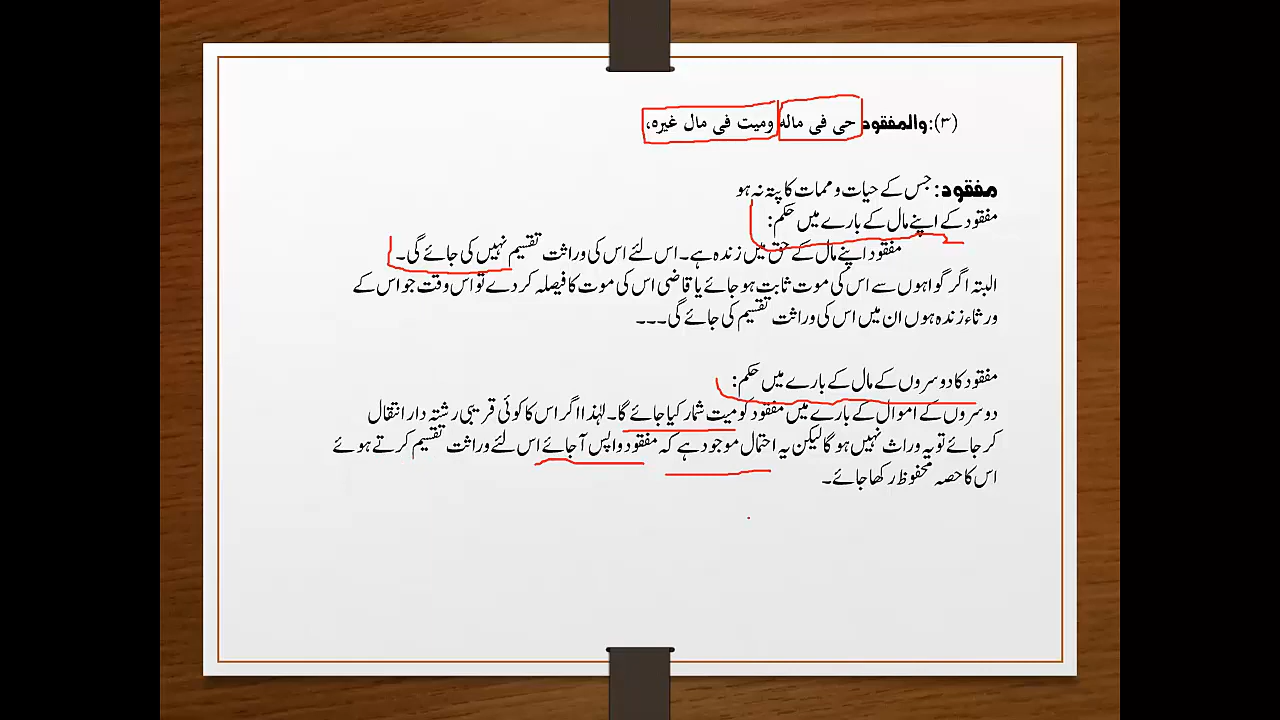 (۳):والمفقود حی فی ماله ومیت فی مال غیره،
مفقود: جس کے حیات و ممات کا پتہ نہ ہو
مفقود کے اپنے مال کے بارے میں حکم:
مفقود اپنے مال کے حق میں زندہ ہے۔ اس لئے اس کی وراثت تقسیم نہیں کی جائے گی۔
البتہ اگر گواہوں سے اس کی موت ثابت ہو جائے یا قاضی اس کی موت کا فیصلہ کر دے تو اس وقت جو اس کے
ورثاء زندہ ہوں ان میں اس کی وراثت تقسیم کی جائے گی۔۔۔
مفقود کا دوسروں کے مال کے بارے میں حکم:
دوسروں کے اموال کے بارے میں مفقود کو میت شمار کیا جائے گا۔ لہٰذا اگر اس کا کوئی قریبی رشتہ دار انتقال
کر جائے تو یہ وراث نہیں ہو گا لیکن یہ احتمال موجود ہے کہ مفقود واپس آ جائے اس لئے وراثت تقسیم کرتے ہوئے
اس کا حصہ محفوظ رکھا جائے۔